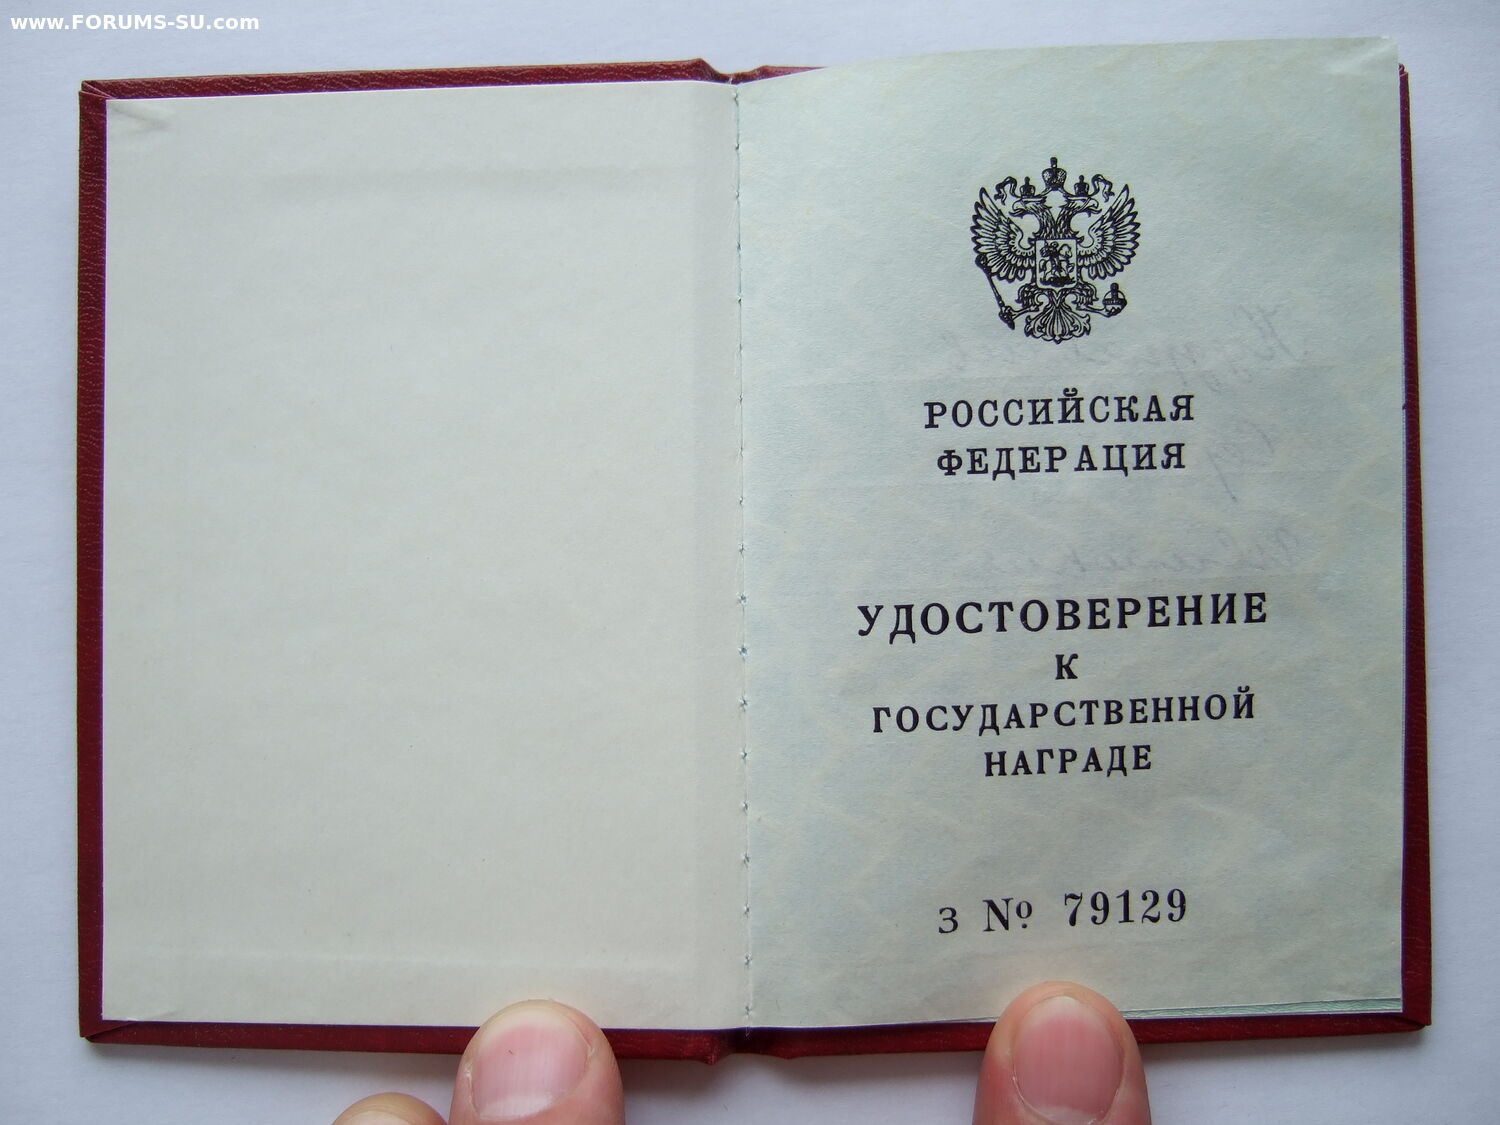 www.FORUMS-SU.com
РОССИЙСКАЯ
ФЕДЕРАЦИЯ
УДОСТОВЕРЕНИЕ
К
ГОСУДАРСТВЕННОЙ
НАГРАДЕ
З № 79129